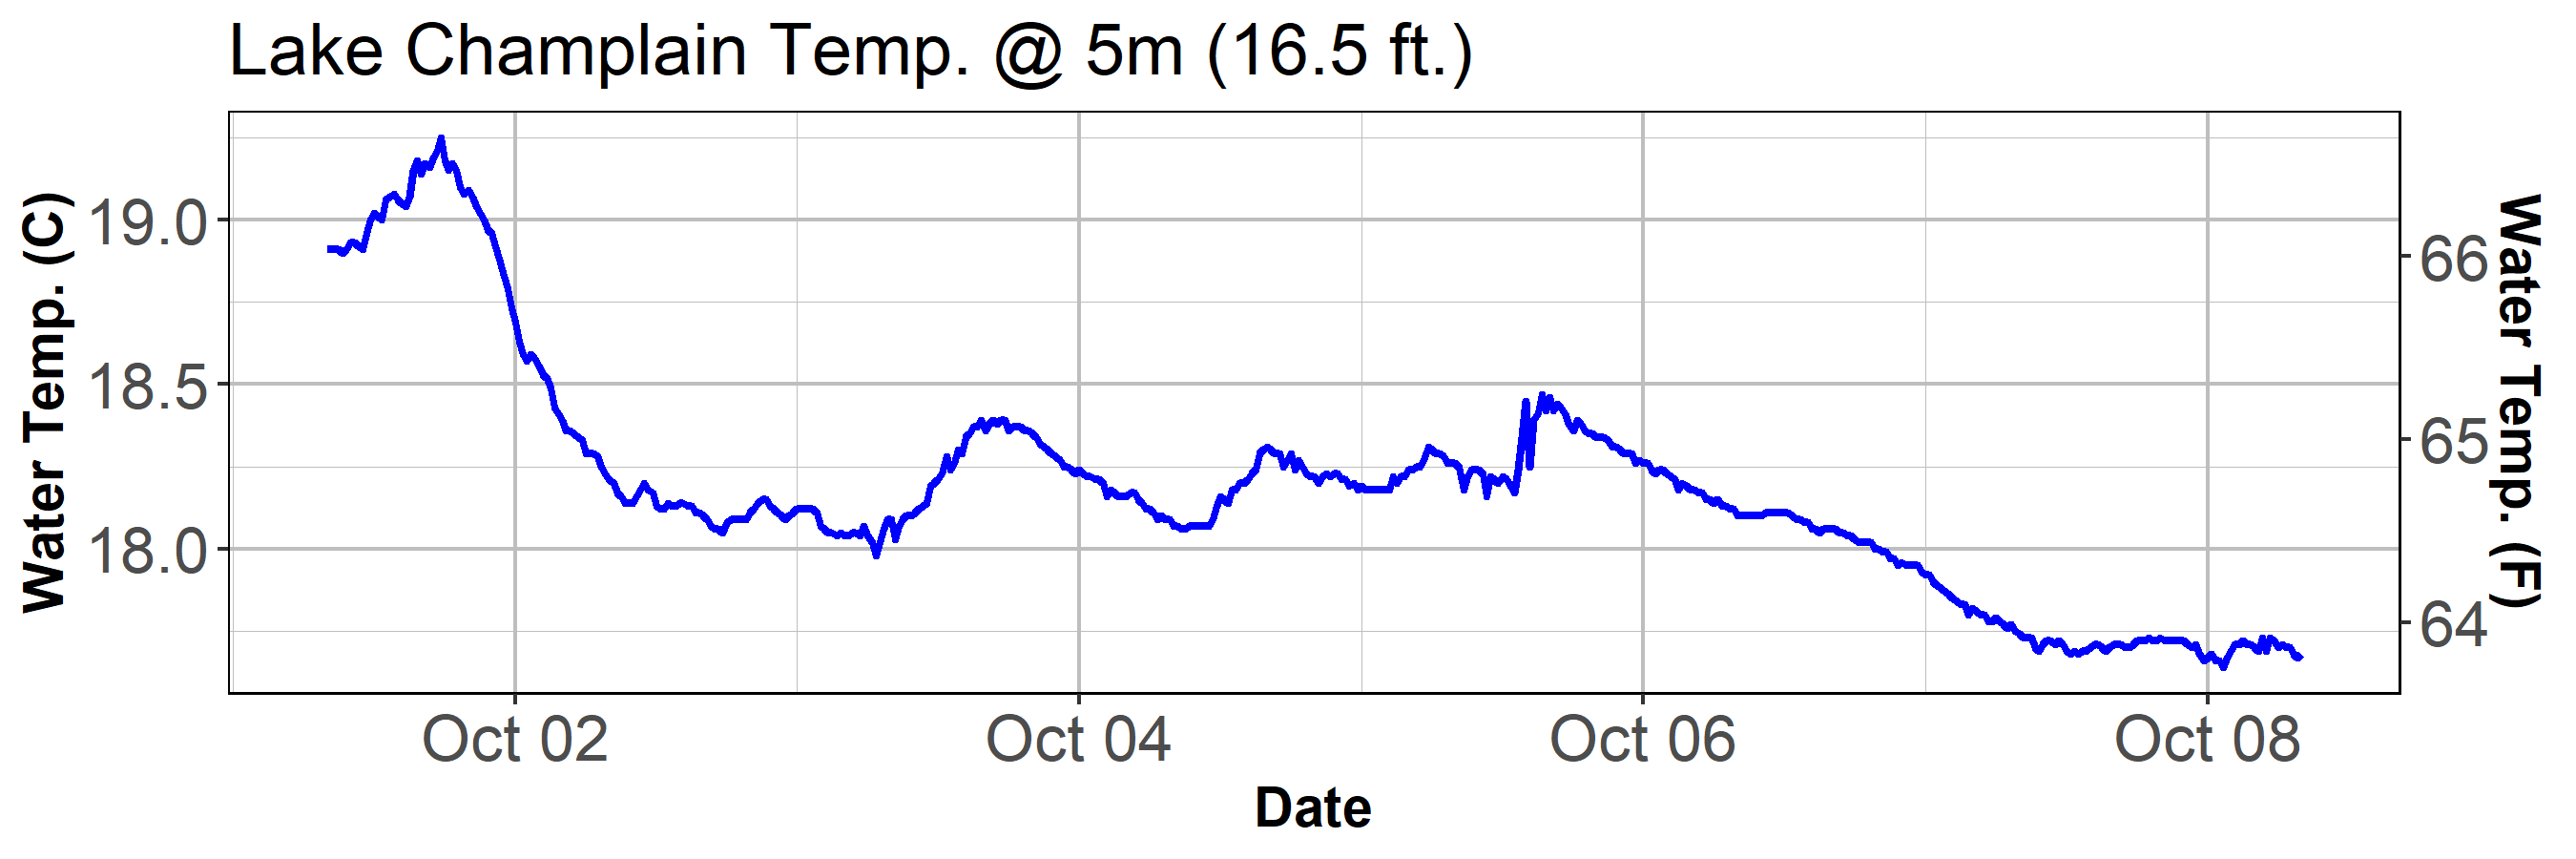 Lake Champlain Temp. @ 5m (16.5 ft.)
Water Temp. (C)
19.0
18.5
18.0
66
65
64
Water Temp. (F)
Oct 02 Oct 04 Oct 06 Oct 08
Date